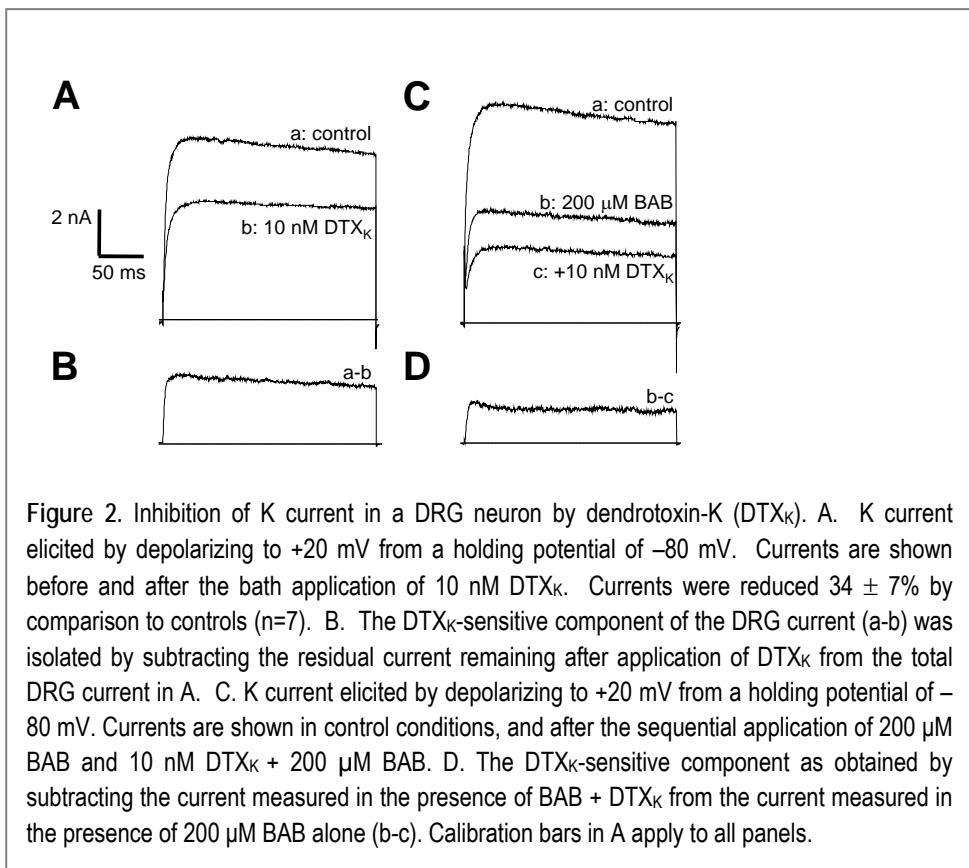 A
a: control
2 nA
b: 10 nM DTXK
50 ms
B
a-b
C
a: control
b: 200 μM BAB
c: +10 nM DTXK
D
b-c
Figure 2. Inhibition of K current in a DRG neuron by dendrotoxin-K (DTXK). A. K current
elicited by depolarizing to +20 mV from a holding potential of –80 mV. Currents are shown
before and after the bath application of 10 nM DTXK. Currents were reduced 34 ± 7% by
comparison to controls (n=7). B. The DTXK-sensitive component of the DRG current (a-b) was
isolated by subtracting the residual current remaining after application of DTXK from the total
DRG current in A. C. K current elicited by depolarizing to +20 mV from a holding potential of –
80 mV. Currents are shown in control conditions, and after the sequential application of 200 μM
BAB and 10 nM DTXK + 200 μM BAB. D. The DTXK-sensitive component as obtained by
subtracting the current measured in the presence of BAB + DTXK from the current measured in
the presence of 200 μM BAB alone (b-c). Calibration bars in A apply to all panels.